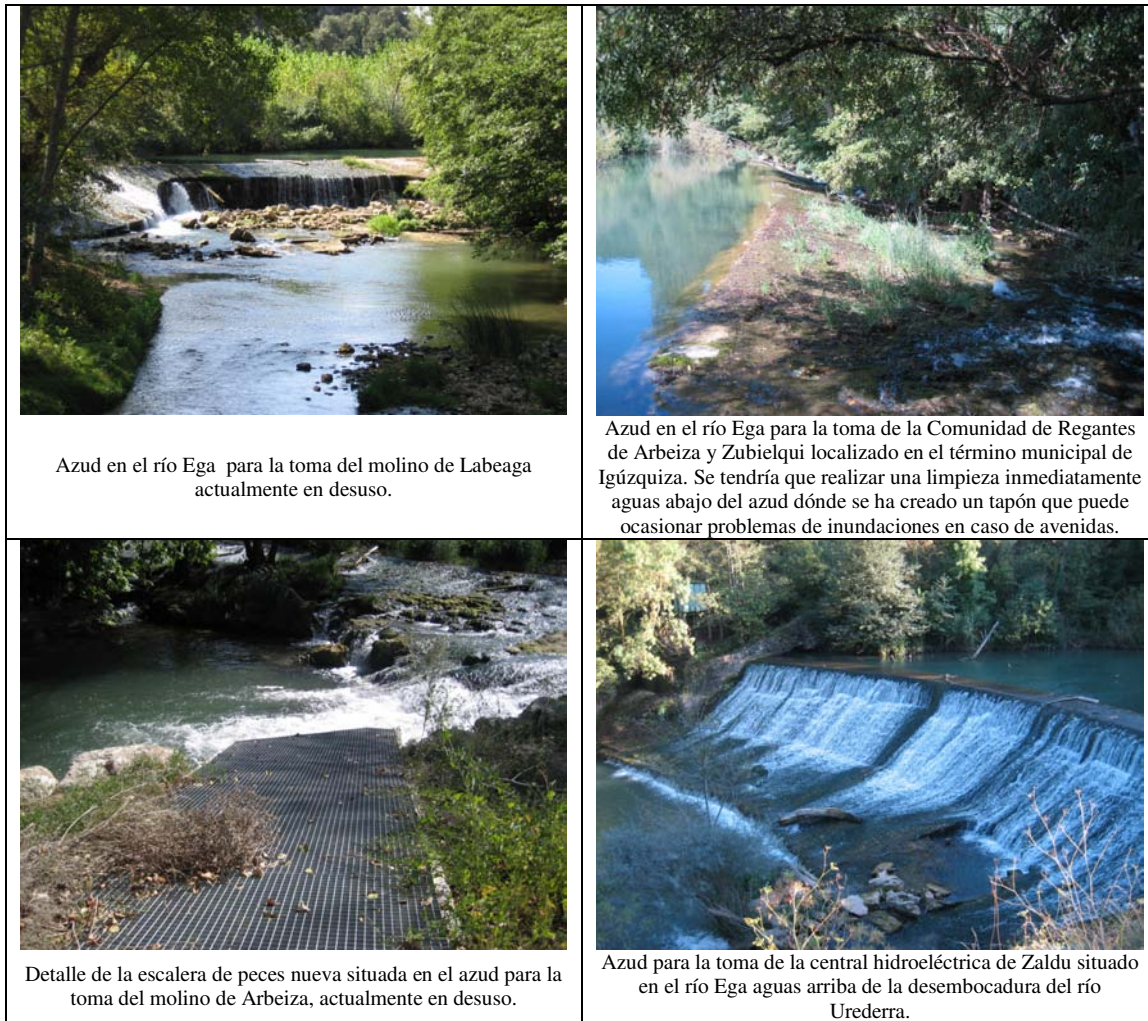 Azud en el río Ega para la toma del molino de Labeaga
actualmente en desuso.
Azud en el río Ega para la toma de la Comunidad de Regantes
de Arbeiza y Zubielqui localizado en el término municipal de
Igúzquiza. Se tendría que realizar una limpieza inmediatamente
aguas abajo del azud dónde se ha creado un tapón que puede
ocasionar problemas de inundaciones en caso de avenidas.
Detalle de la escalera de peces nueva situada en el azud para la
toma del molino de Arbeiza, actualmente en desuso.
Azud para la toma de la central hidroeléctrica de Zaldu situado
en el río Ega aguas arriba de la desembocadura del río
Urederra.